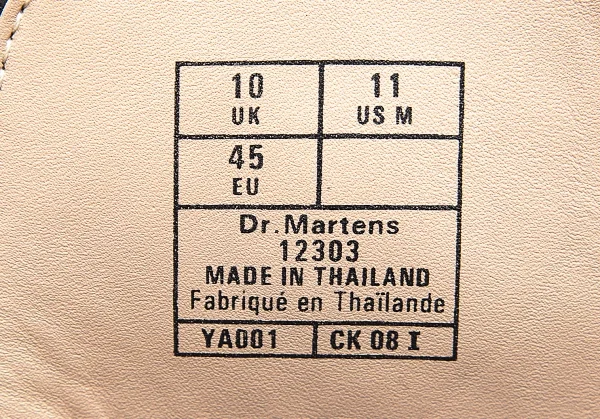 10 11
UK US M
45
EU
Dr.Martens
12303
MADE IN THAILAND
Fabriqué en Thaïlande
YA001 CK 08 I